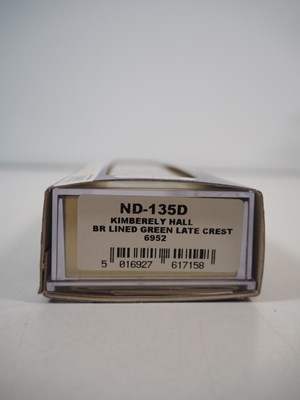 ND-135D
KIMBERELY HALL
BR LINED GREEN LATE CREST
6952
5 016927 617158